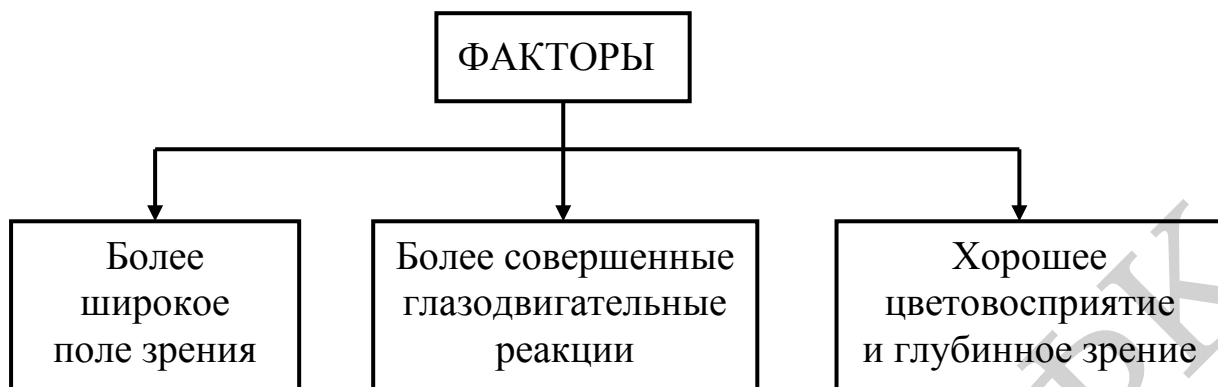 ФАКТОРЫ
Более
широкое
поле зрения
Более совершенные
глазодвигательные
реакции
Хорошее
цветовосприятие
и глубинное зрение